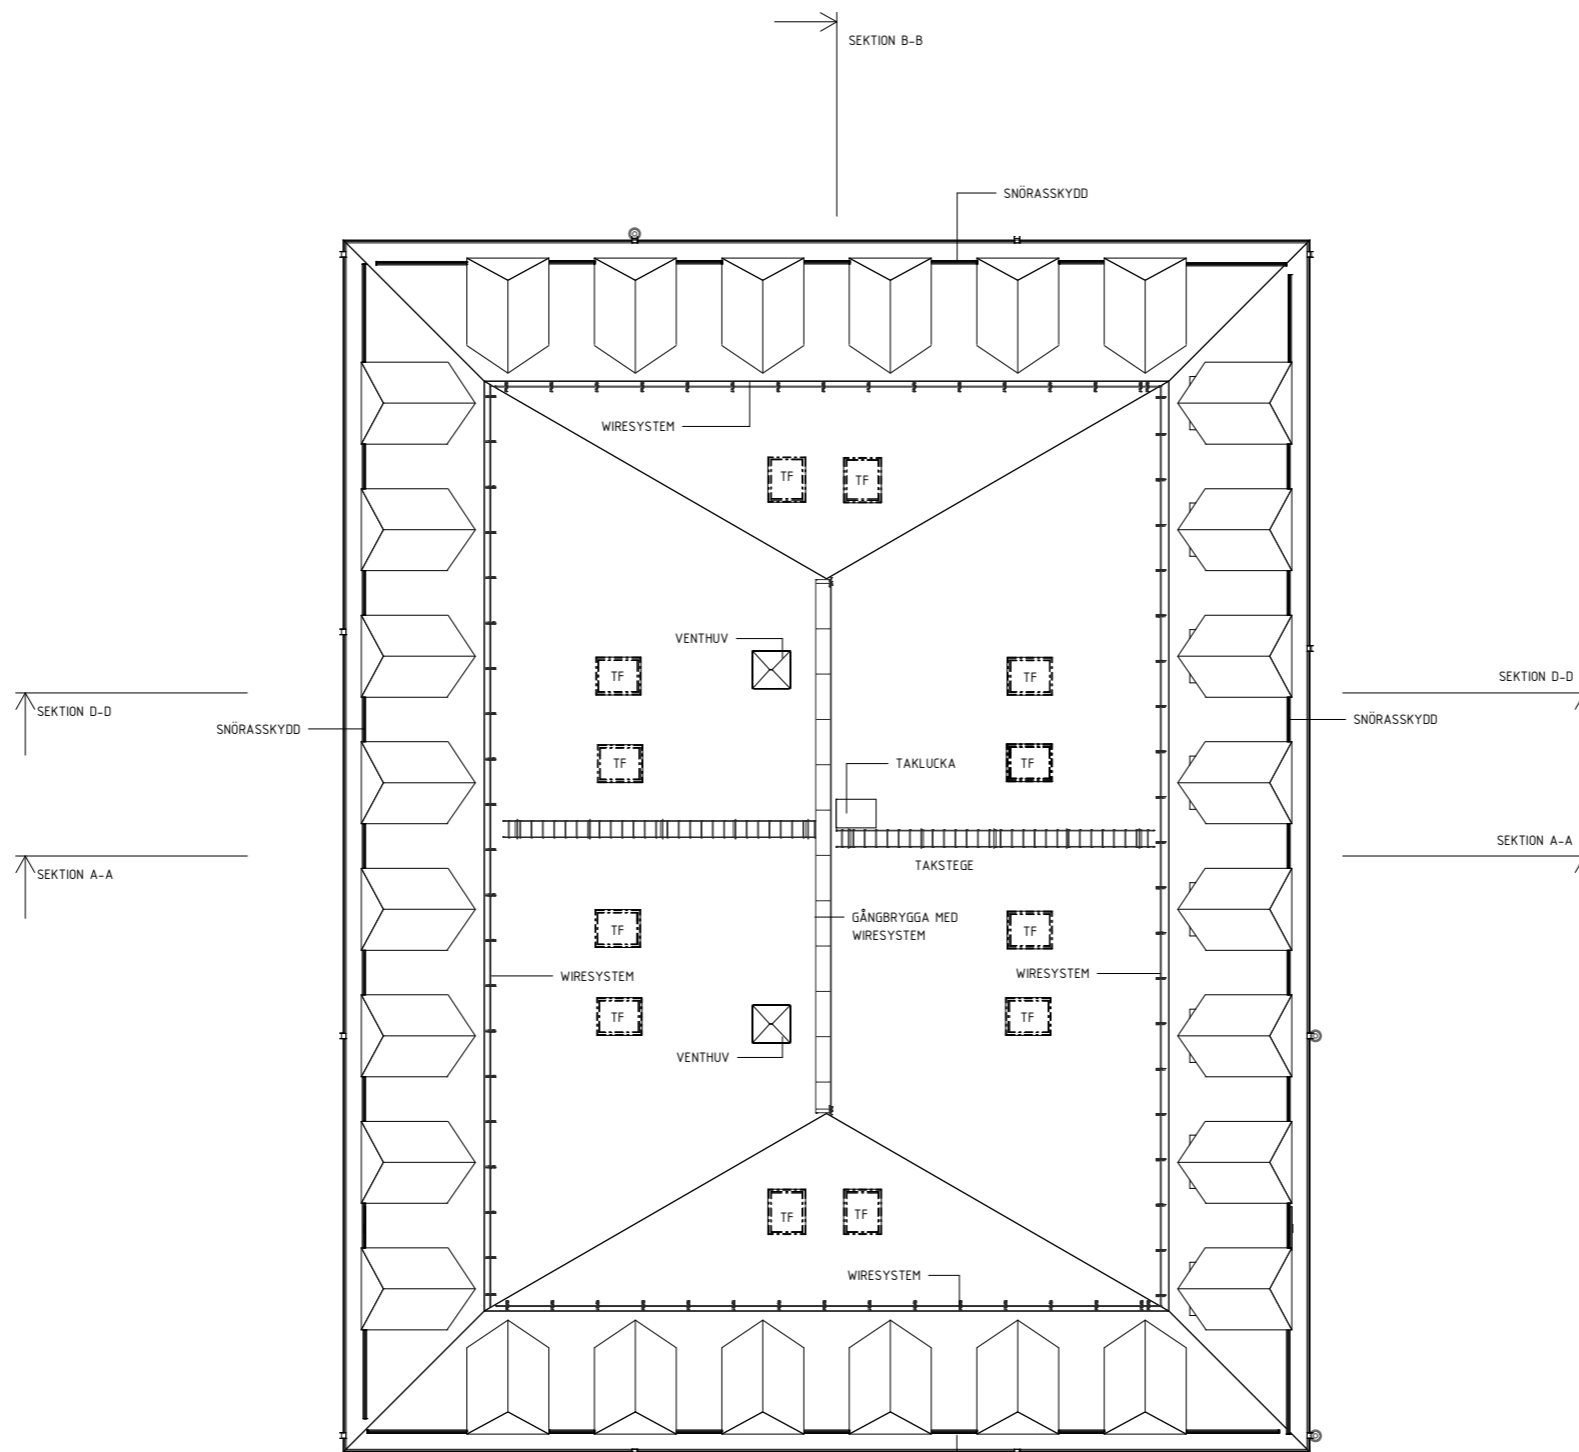 SEKTION B-B
SNÖRASSKYDD
WIRESYSTEM
TF
TF
VENTHUV
TF
TF
SEKTION D-D
SEKTION D-D
SNÖRASSKYDD
SNÖRASSKYDD
TF
TF
TAKLUCKA
SEKTION A-A
SEKTION A-A
TAKSTEGE
GÅNGBRYGGA MED
WIRESYSTEM
TF
TF
WIRESYSTEM
WIRESYSTEM
TF
TF
VENTHUV
TF
TF
WIRESYSTEM